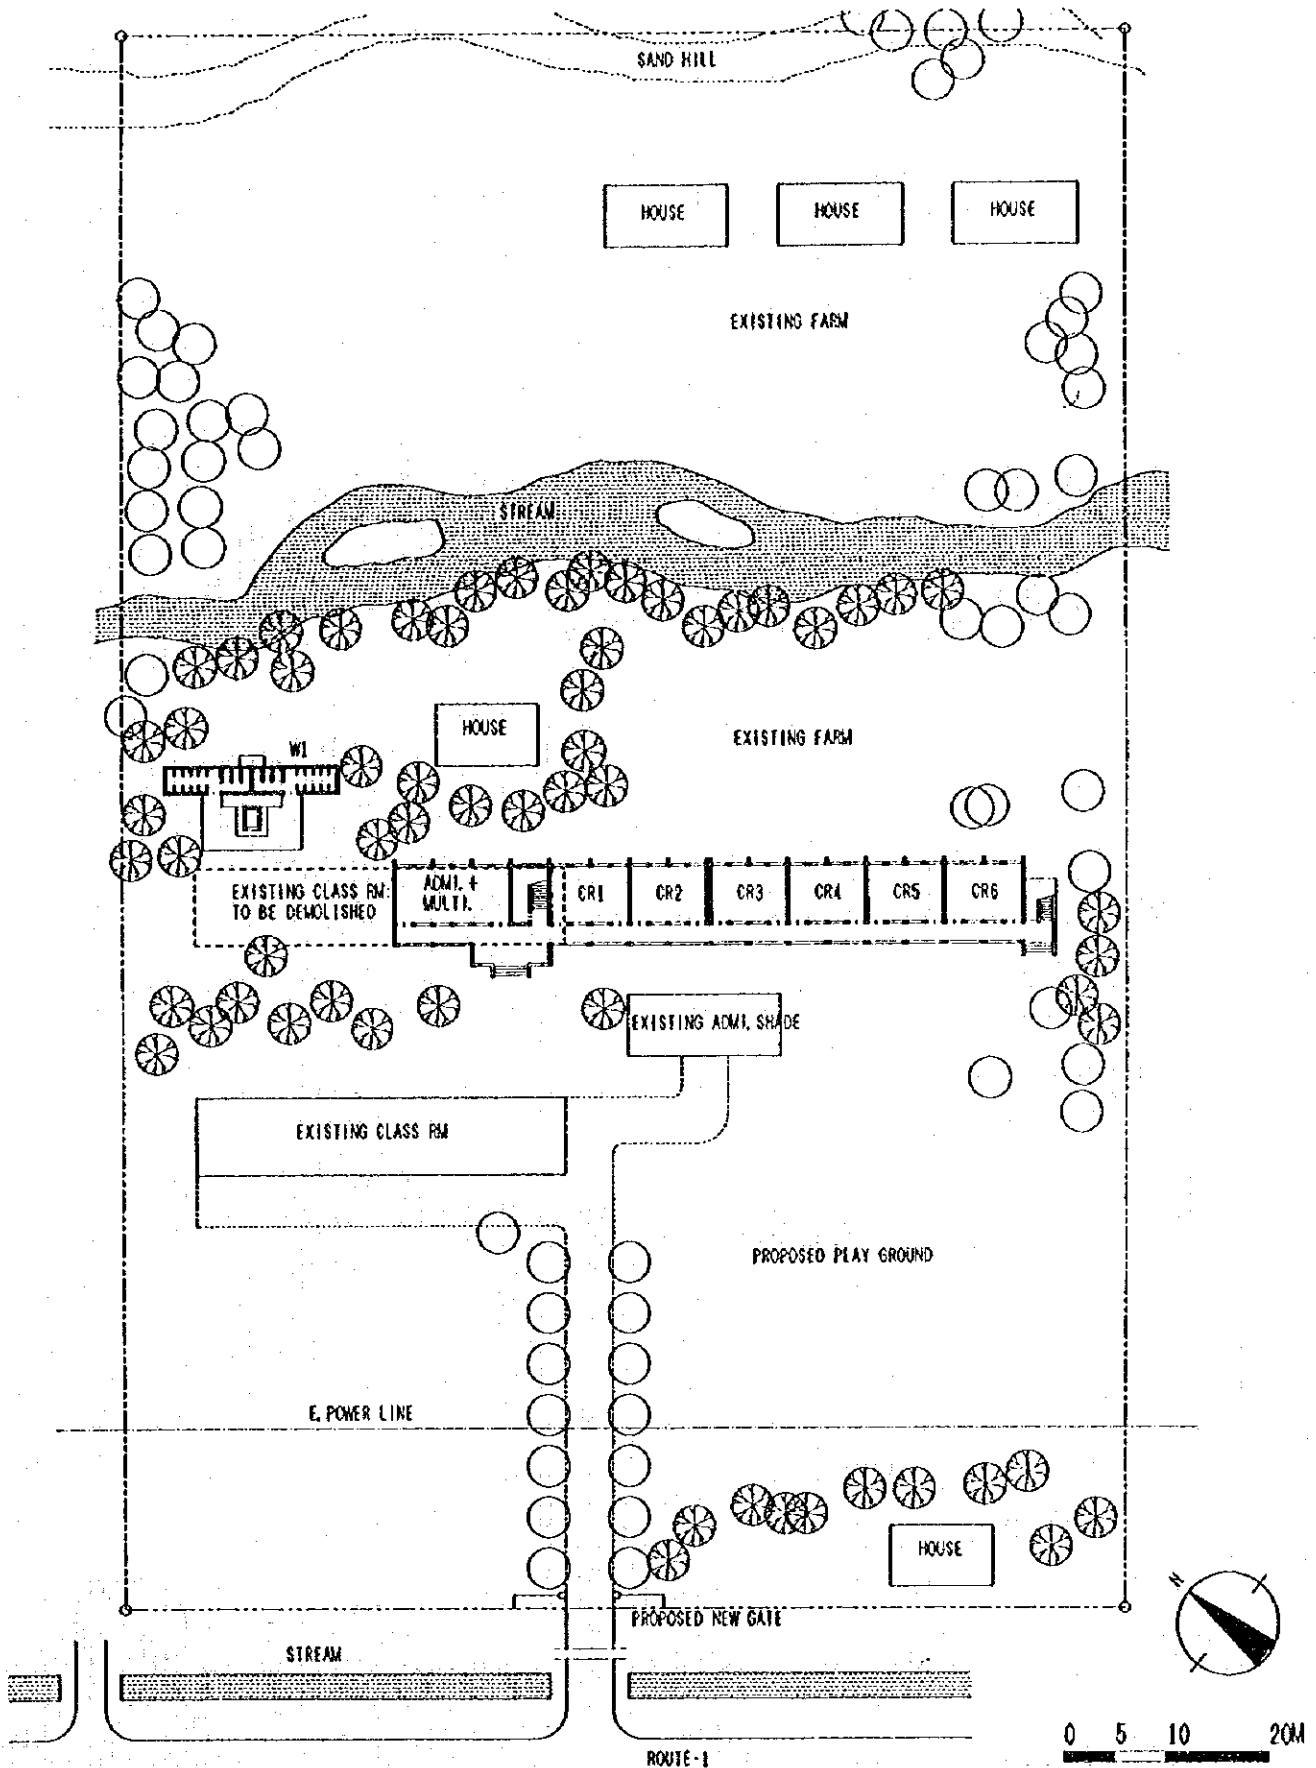 SAND HILL
HOUSE
HOUSE
HOUSE
EXISTING FARM
STREAM
HOUSE
EXISTING FARM
W1
EXISTING CLASS RM:
TO BE DEMOLISHED
ADMI. +
MULTI.
CR1
CR2
CR3
CR4
CR5
CR6
EXISTING ADMI. SHADE
EXISTING CLASS RM
PROPOSED PLAY GROUND
E. POWER LINE
HOUSE
N
PROPOSED NEW GATE
STREAM
0 5 10 20M
ROUTE-1